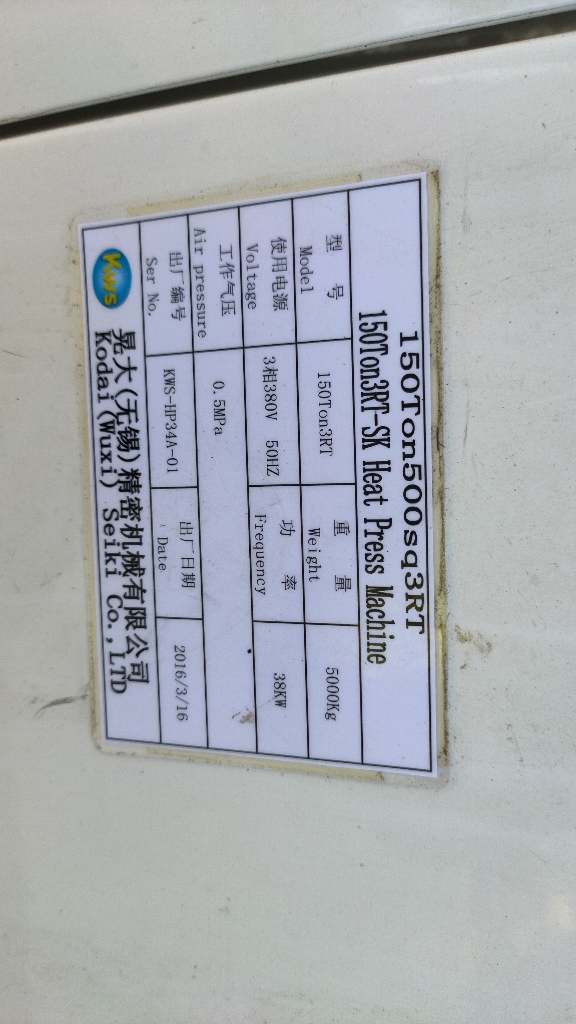 150Ton500sq3RT
150Ton3RT-SK Heat Press Machine
型号 Model 150Ton3RT 重量 Weight 5000Kg
使用电源 Voltage 3相380V 50HZ 功率 Frequency 38KW
工作气压 Air pressure 0.5MPa
出厂编号 Ser No. KWS-HP34A-01 出厂日期 Date 2016/3/16
KWS
晃大(无锡)精密机械有限公司
Kodai(Wuxi) Seiki Co.,LTD